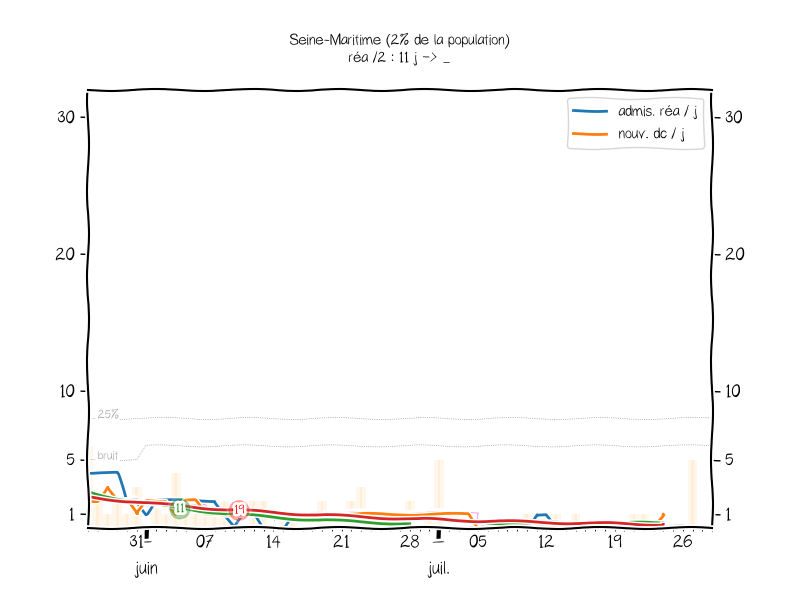 Seine-Maritime (2% de la population)
réa /2 : 11 j -> _
admis. réa / j
nouv. dc / j
30 30
20 20
10 10
25%
bruit
5 5
11 19
1 1
31 07 14 21 28 05 12 19 26
juin juil.